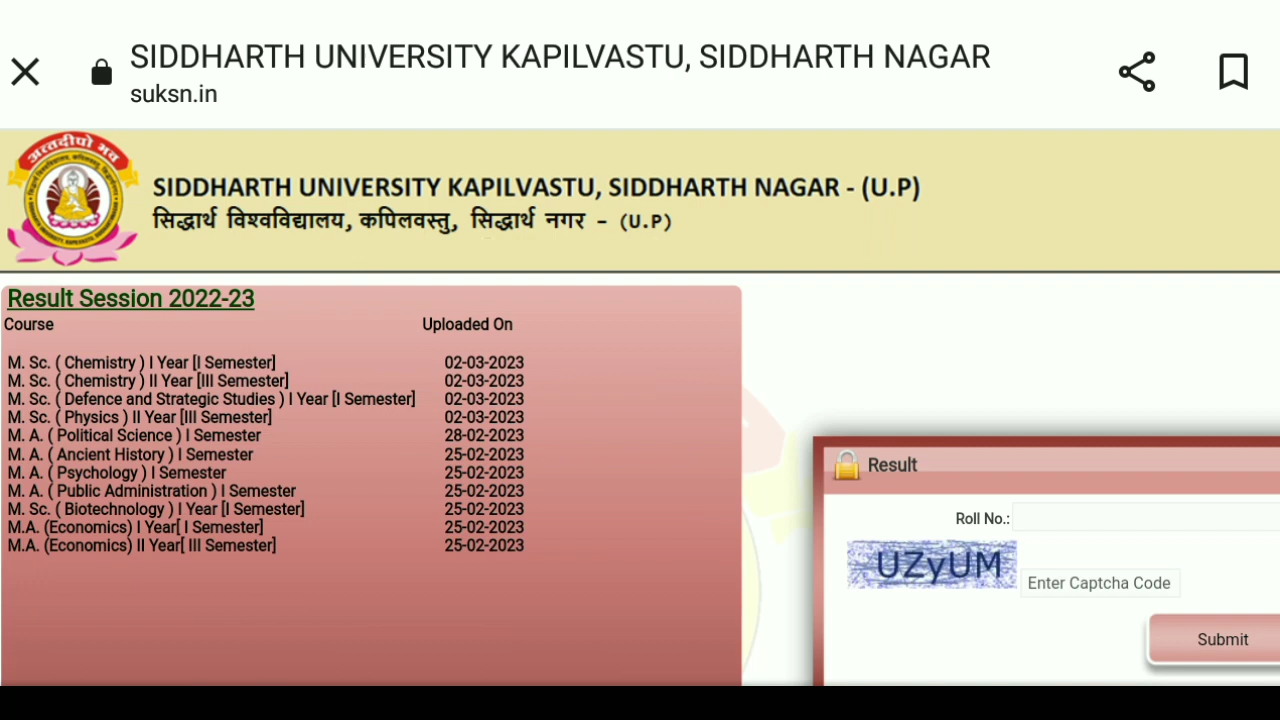 SIDDHARTH UNIVERSITY KAPILVASTU, SIDDHARTH NAGAR
suksn.in
अत्तदीपो भव
SIDDHARTH UNIVERSITY KAPILVASTU, SIDDHARTH NAGAR - (U.P)
सिद्धार्थ विश्वविद्यालय, कपिलवस्तु, सिद्धार्थ नगर - (U.P)
Result Session 2022-23
Course Uploaded On
M. Sc. ( Chemistry ) I Year [I Semester] 02-03-2023
M. Sc. ( Chemistry ) II Year [III Semester] 02-03-2023
M. Sc. ( Defence and Strategic Studies ) I Year [I Semester] 02-03-2023
M. Sc. ( Physics ) II Year [III Semester] 02-03-2023
M. A. ( Political Science ) I Semester 28-02-2023
M. A. ( Ancient History ) I Semester 25-02-2023
M. A. ( Psychology ) I Semester 25-02-2023
M. A. ( Public Administration ) I Semester 25-02-2023
M. Sc. ( Biotechnology ) I Year [I Semester] 25-02-2023
M.A. (Economics) I Year[ I Semester] 25-02-2023
M.A. (Economics) II Year[ III Semester] 25-02-2023
Result
Roll No.:
UZyUM
Enter Captcha Code
Submit